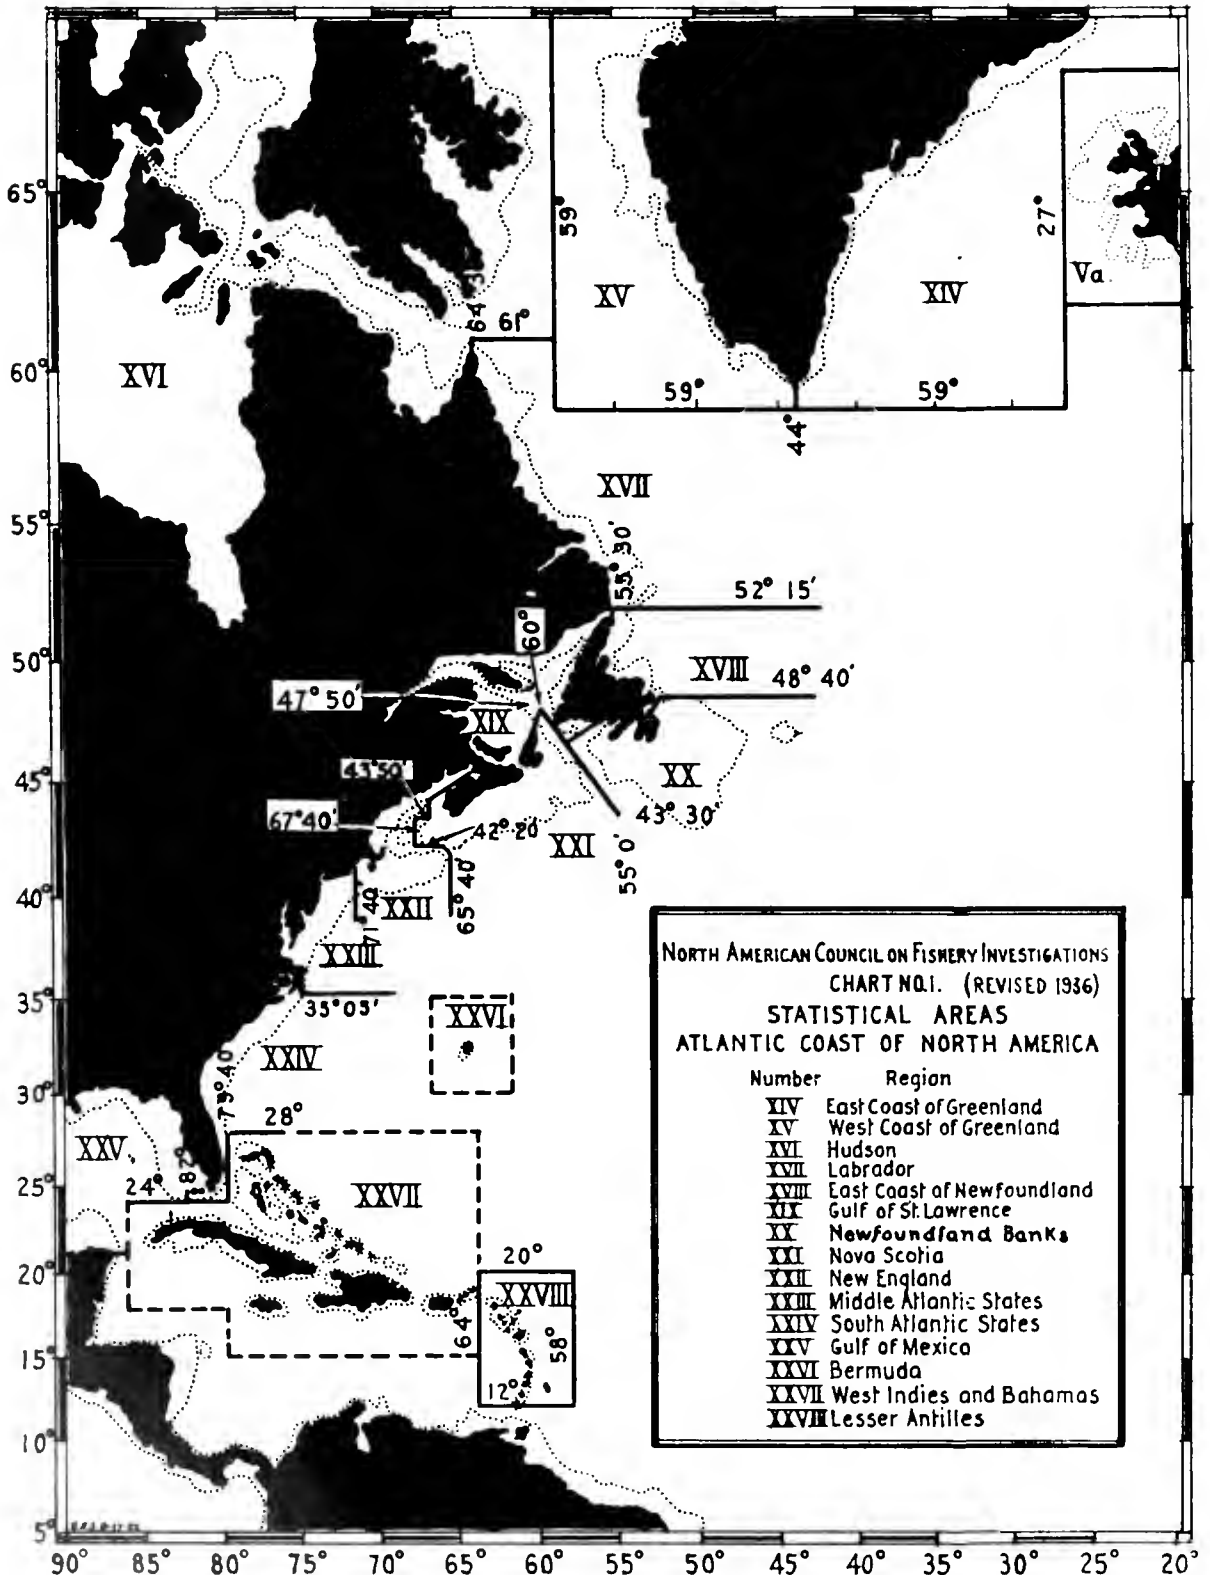 65°
60°
55°
50°
45°
40°
35°
30°
25°
20°
15°
10°
5°
90° 85° 80° 75° 70° 65° 60° 55° 50° 45° 40° 35° 30° 25° 20°
59°
27°
Va
XV
XIV
61°
XVI
59°
59°
44°
XVII
55° 30'
52° 15'
60°
XVIII
48° 40'
47° 50'
XIX
43° 50'
XX
67° 40'
42° 20'
43° 30'
XXI
55° 0'
65° 40'
71° 40'
XXII
XXIII
35° 05'
XXVI
XXIV
28°
XXV
82°
24°
XXVII
20°
XXVIII
64°
58°
12°
NORTH AMERICAN COUNCIL ON FISHERY INVESTIGATIONS
CHART NO.1. (REVISED 1936)
STATISTICAL AREAS
ATLANTIC COAST OF NORTH AMERICA
Number Region
XIV East Coast of Greenland
XV West Coast of Greenland
XVI Hudson
XVII Labrador
XVIII East Coast of Newfoundland
XIX Gulf of St. Lawrence
XX Newfoundland Banks
XXI Nova Scotia
XXII New England
XXIII Middle Atlantic States
XXIV South Atlantic States
XXV Gulf of Mexico
XXVI Bermuda
XXVII West Indies and Bahamas
XXVIII Lesser Antilles